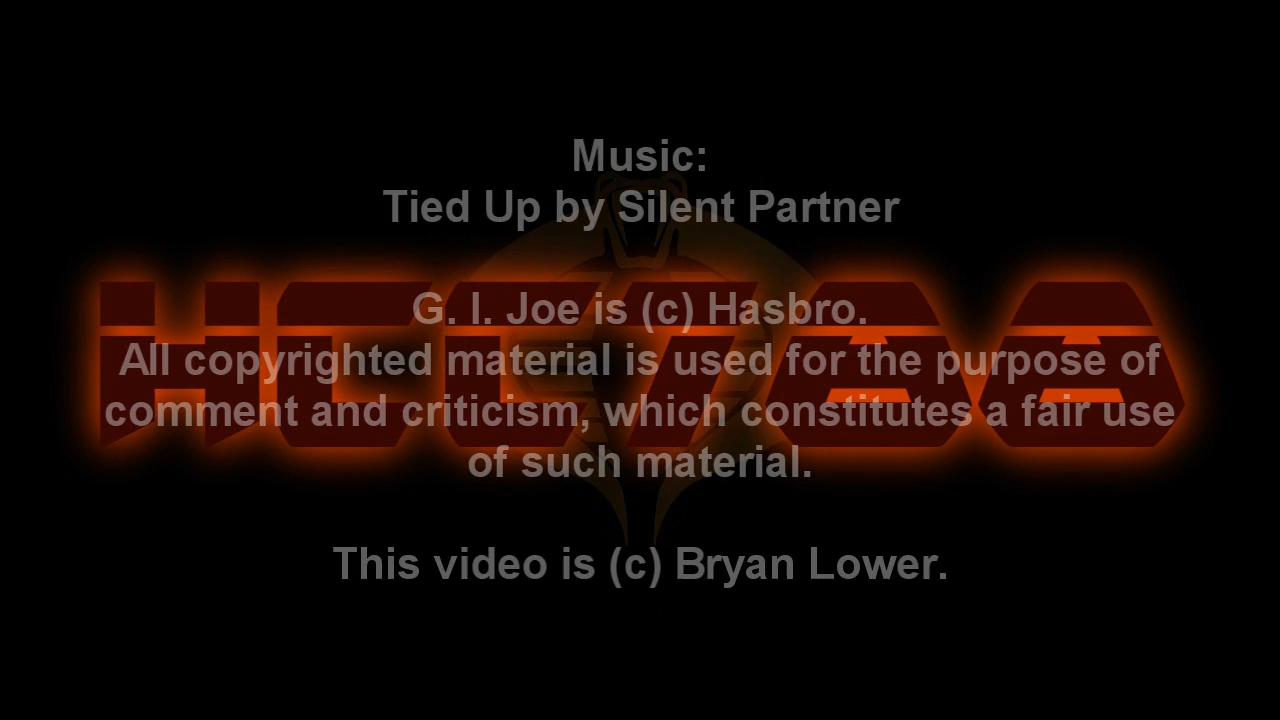 Music:
Tied Up by Silent Partner
HCC788
G. I. Joe is (c) Hasbro.
All copyrighted material is used for the purpose of
comment and criticism, which constitutes a fair use
of such material.
This video is (c) Bryan Lower.